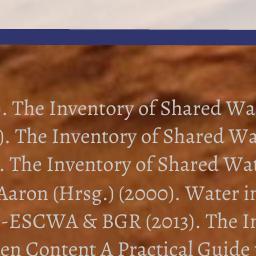 . The Inventory of Shared Wa
). The Inventory of Shared Wa
. The Inventory of Shared Wat
Aaron (Hrsg.) (2000). Water in
-ESCWA & BGR (2013). The In
en Content A Practical Guide